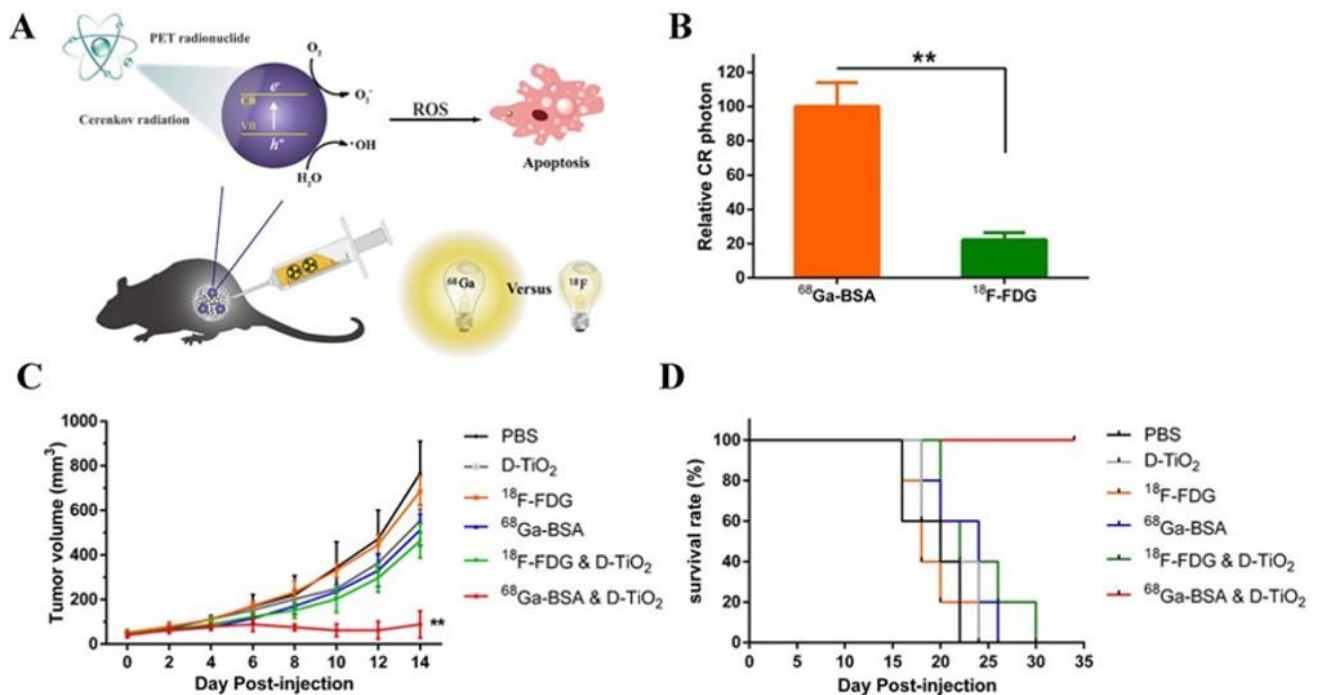 A
PET radionuclide
Cerenkov radiation
CB
e⁻
VB
h⁺
O₂
O₂⁻
·OH
H₂O
ROS
Apoptosis
⁶⁸Ga
Versus
¹⁸F
B
**
Relative CR photon
120
100
80
60
40
20
0
⁶⁸Ga-BSA
¹⁸F-FDG
C
Tumor volume (mm³)
1000
800
600
400
200
0
0 2 4 6 8 10 12 14
Day Post-injection
**
PBS
D-TiO₂
¹⁸F-FDG
⁶⁸Ga-BSA
¹⁸F-FDG & D-TiO₂
⁶⁸Ga-BSA & D-TiO₂
D
survival rate (%)
100
80
60
40
20
0
0 5 10 15 20 25 30 35
Day Post-injection
PBS
D-TiO₂
¹⁸F-FDG
⁶⁸Ga-BSA
¹⁸F-FDG & D-TiO₂
⁶⁸Ga-BSA & D-TiO₂